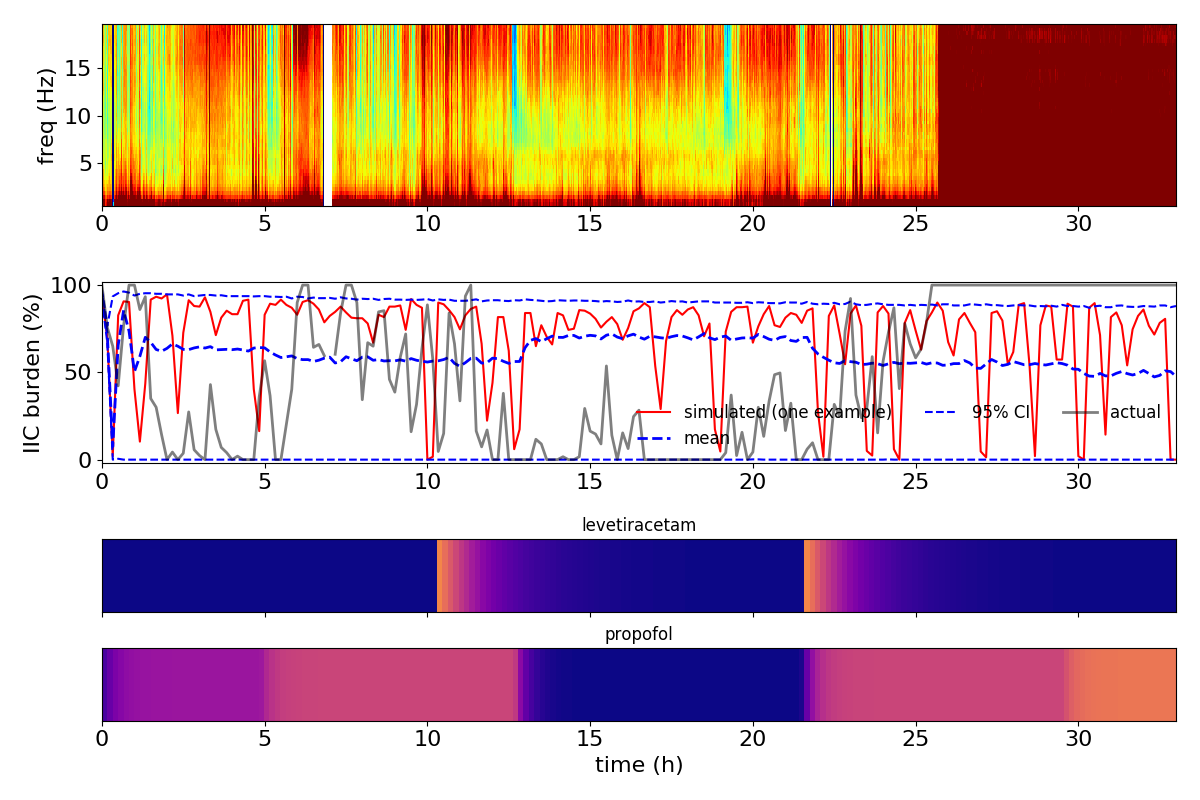 freq (Hz)
15
10
5
0 5 10 15 20 25 30
IIC burden (%)
100
50
0
simulated (one example) 95% CI actual
mean
0 5 10 15 20 25 30
levetiracetam
propofol
0 5 10 15 20 25 30
time (h)